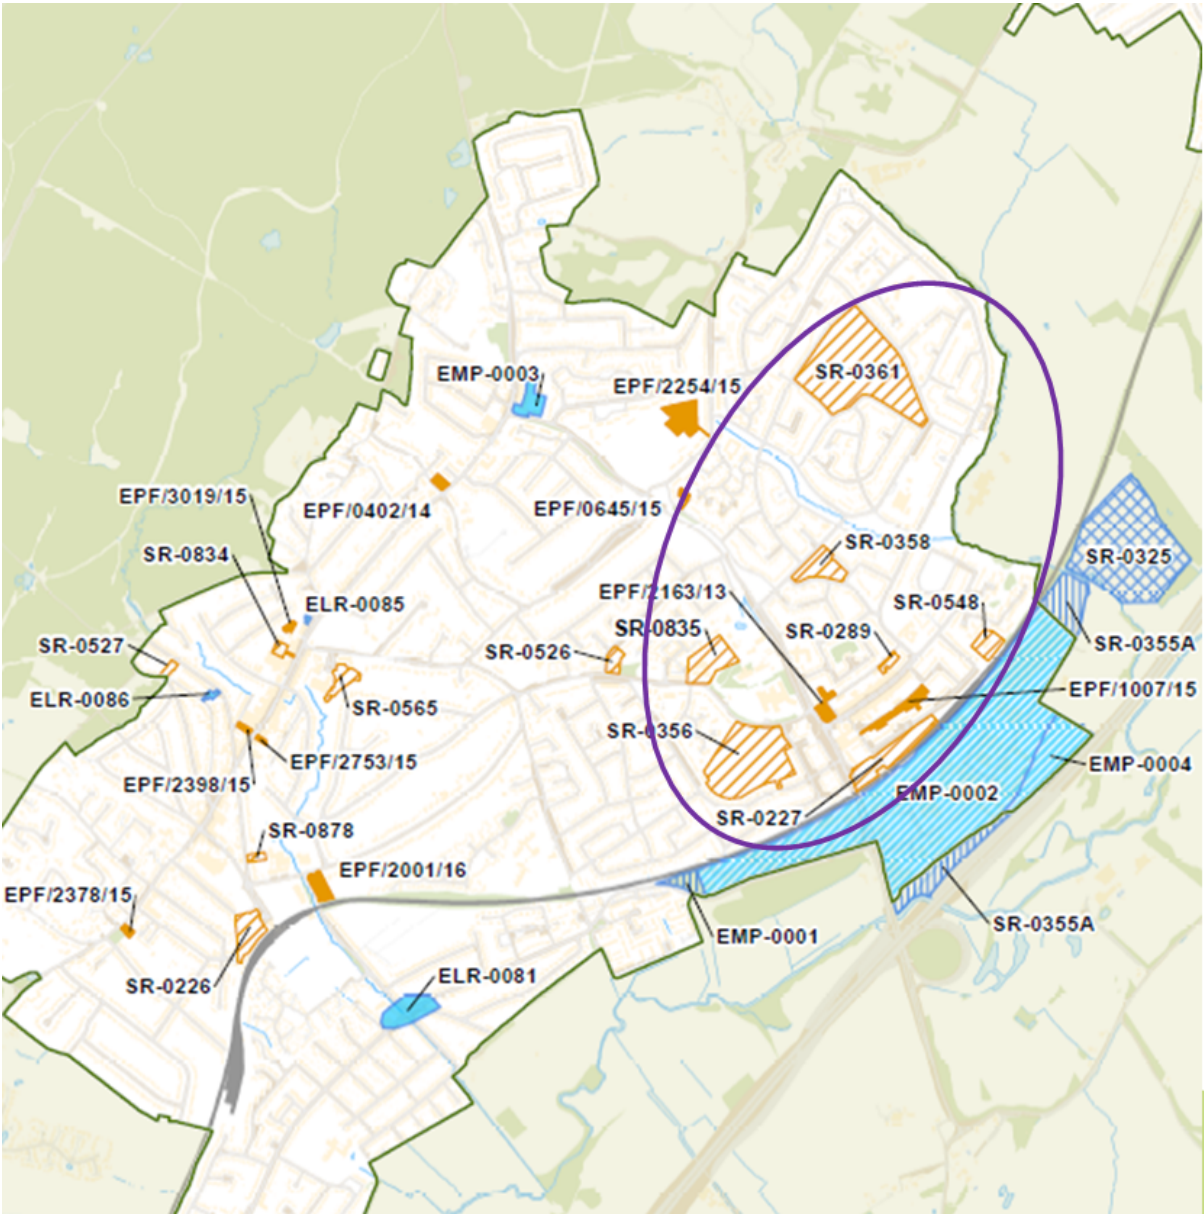 EMP-0003
SR-0361
EPF/2254/15
EPF/3019/15
EPF/0402/14
EPF/0645/15
SR-0358
SR-0834
SR-0325
EPF/2163/13
ELR-0085
SR-0548
SR-0835
SR-0289
SR-0527
SR-0526
SR-0355A
ELR-0086
EPF/1007/15
SR-0565
SR-0356
EPF/2753/15
EMP-0004
EPF/2398/15
EMP-0002
SR-0227
SR-0878
EPF/2001/16
EPF/2378/15
SR-0355A
EMP-0001
ELR-0081
SR-0226